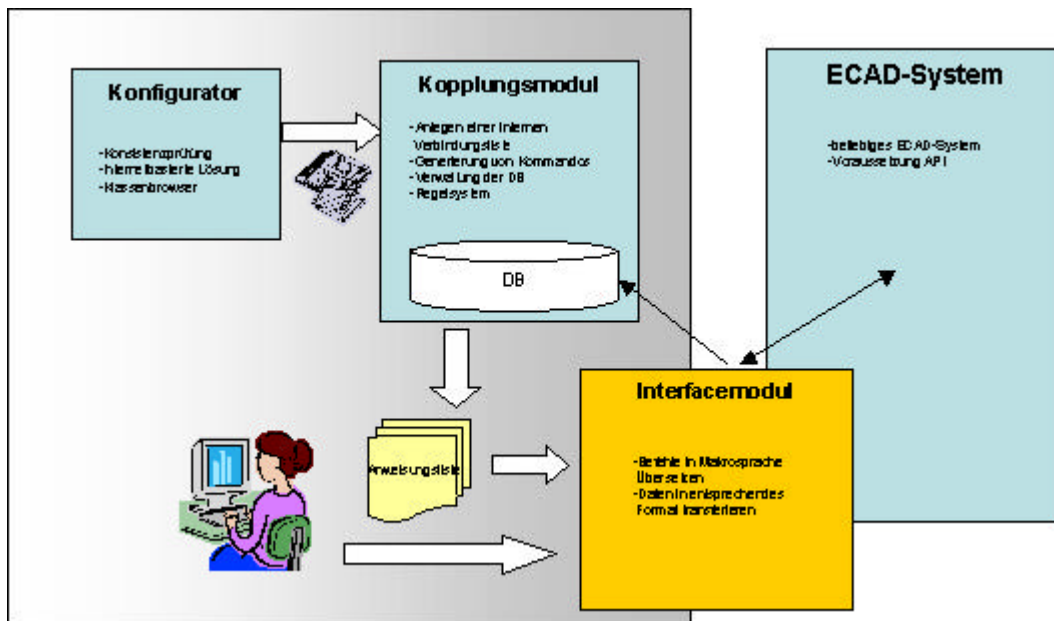 Konfigurator
-Konsistenzprüfung
-Internetbasierte Lösung
-Klassenbrowser
Kopplungsmodul
-Anlegen einer internen
Verbindungsliste
-Generierung von Kommandos
-Verwaltung der DB
-Regelsystem
DB
ECAD-System
-beliebiges ECAD-System
-Voraussetzung API
Anweisungsliste
Interfacemodul
-Befehle in Makrosprache
Übersetzen
-Daten in entsprechendes
Format transferieren